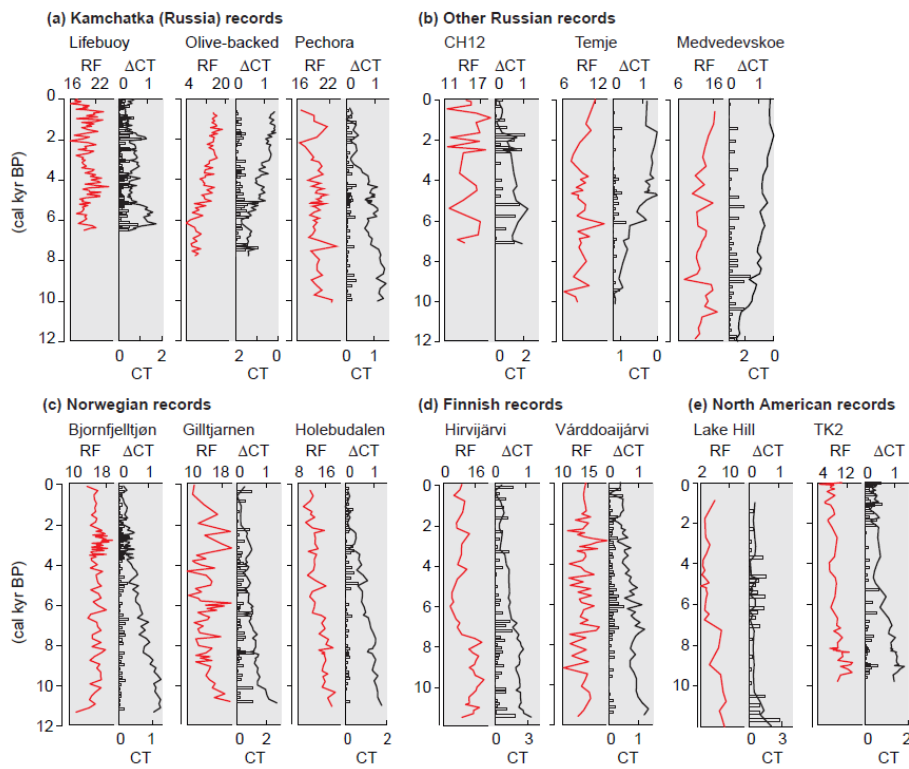 (a) Kamchatka (Russia) records
(b) Other Russian records
Lifebuoy Olive-backed Pechora CH12 Temje Medvedevskoe
RF ΔCT RF ΔCT RF ΔCT RF ΔCT RF ΔCT RF ΔCT
16 22 0 1 4 20 0 1 16 22 0 1 11 17 0 1 6 12 0 1 6 16 0 1
0 0
2 2
4 4
6 6
8 8
10 10
12 12
(cal kyr BP)
0 2 2 0 0 1 0 2 1 0 2 0
CT CT CT CT CT CT
(c) Norwegian records (d) Finnish records (e) North American records
Bjornfjelltjøn Gilltjarnen Holebudalen Hirvijärvi Várddoaijárvi Lake Hill TK2
RF ΔCT RF ΔCT RF ΔCT RF ΔCT RF ΔCT RF ΔCT RF ΔCT
10 18 0 1 10 18 0 1 8 16 0 1 0 16 0 1 10 15 0 1 2 10 0 1 4 12 0 1
0 0 0
2 2
4 4
6 6
8 8
10 10 10
12
(cal kyr BP)
0 1 0 2 0 1 0 3 0 1 0 3 0 2
CT CT CT CT CT CT CT